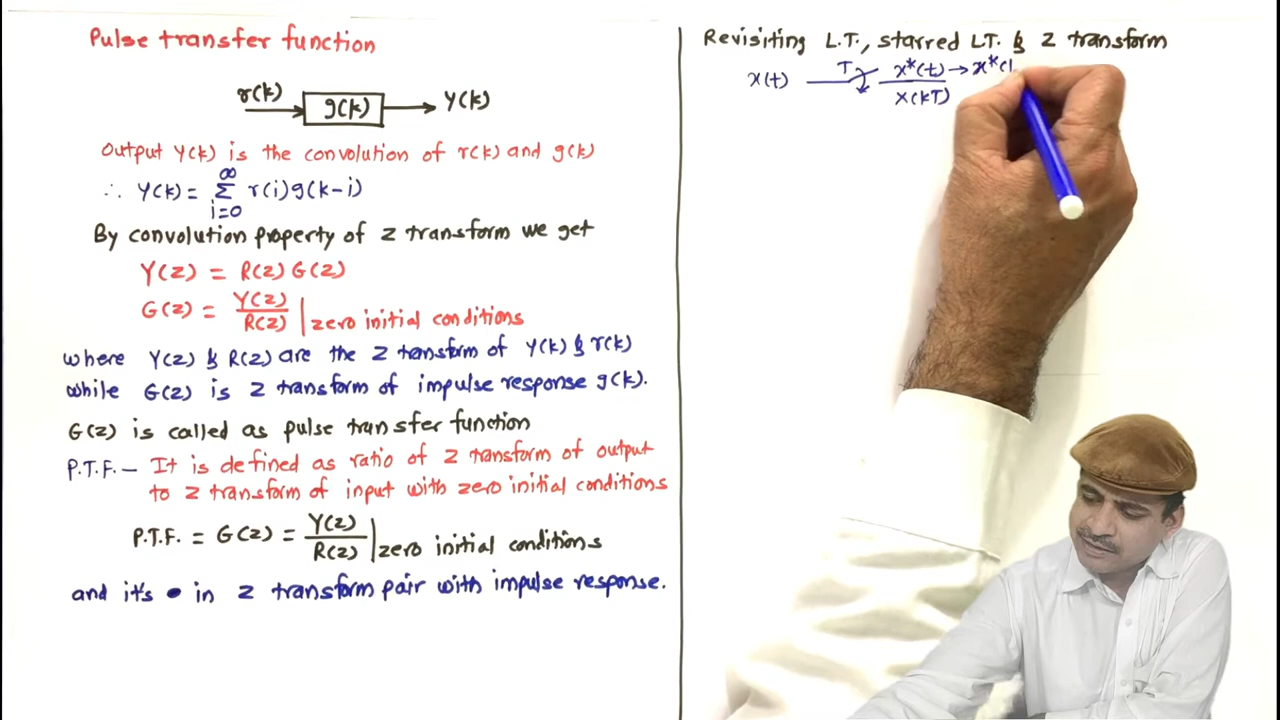 Pulse transfer function
r(k) g(k) Y(k)
Output Y(k) is the convolution of r(k) and g(k)
∴ Y(k) = ∞ Σ i=0 r(i)g(k-i)
By convolution property of Z transform we get
Y(z) = R(z) G(z)
G(z) = Y(z)/R(z) | zero initial conditions
where Y(z) & R(z) are the Z transform of Y(k) & r(k)
while G(z) is Z transform of impulse response g(k).
G(z) is called as pulse transfer function
P.T.F. - It is defined as ratio of Z transform of output
to Z transform of input with zero initial conditions
P.T.F. = G(z) = Y(z)/R(z) | zero initial conditions
and it's in Z transform pair with impulse response.
Revisiting L.T., starred LT. & Z transform
x(t) T x*(t) → x*(
x(kT)